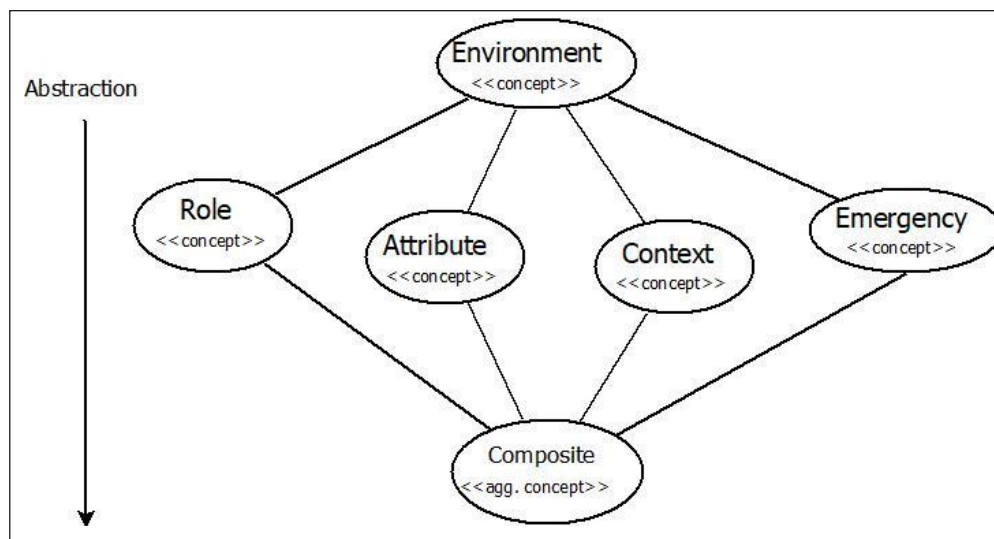 Environment
<<concept>>
Abstraction
Role
<<concept>>
Attribute
<<concept>>
Context
<<concept>>
Emergency
<<concept>>
Composite
<<agg. concept>>